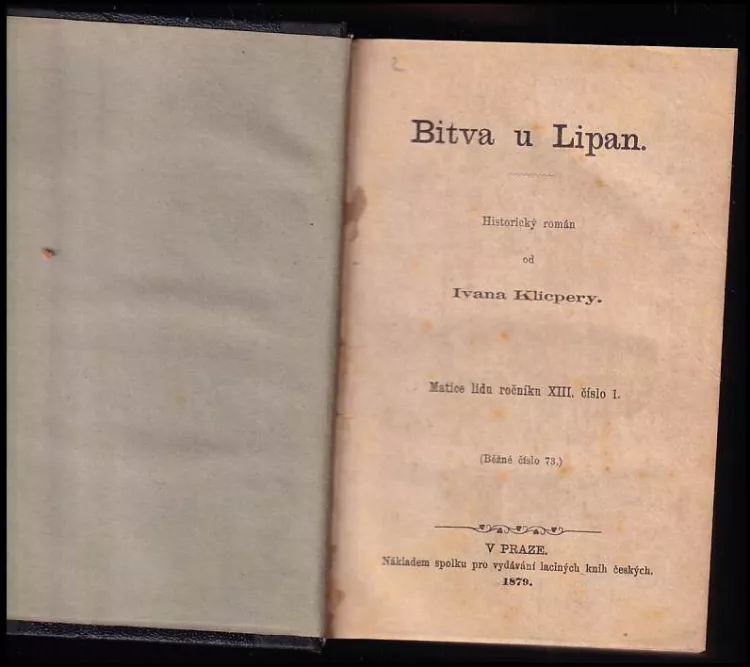 2
Bitva u Lipan.
Historický román
od
Ivana Klicpery.
Matice lidu ročníku XIII. číslo 1.
(Běžné číslo 73.)
V PRAZE.
Nákladem spolku pro vydávání laciných knih českých.
1879.